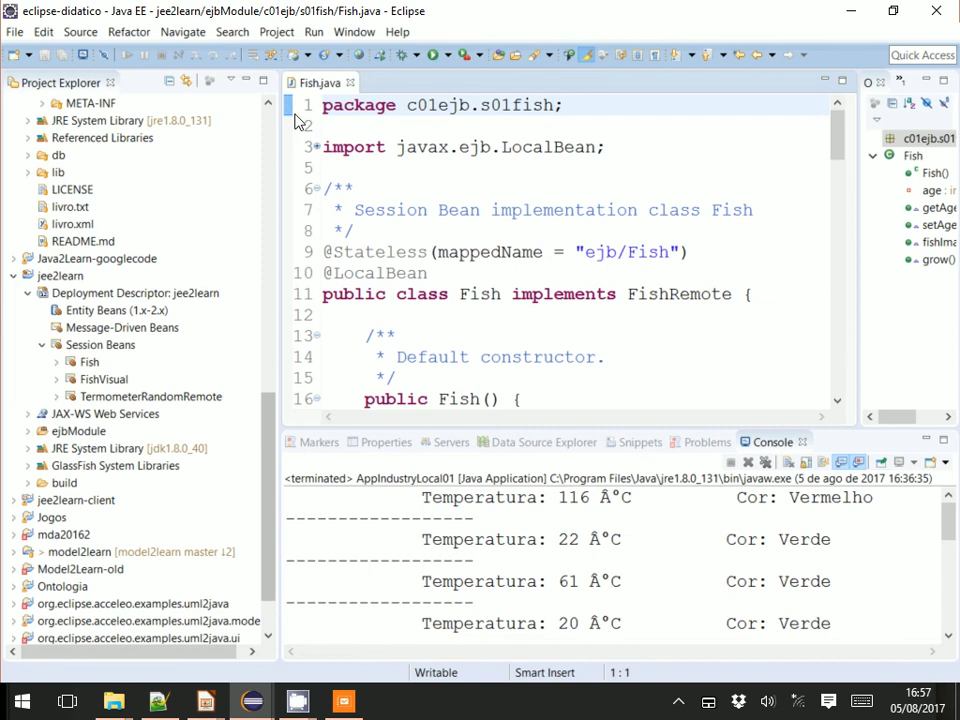 eclipse-didatico - Java EE - jee2learn/ejbModule/c01ejb/s01fish/Fish.java - Eclipse
File Edit Source Refactor Navigate Search Project Run Window Help
Quick Access
Project Explorer
META-INF
JRE System Library [jre1.8.0_131]
Referenced Libraries
db
lib
LICENSE
livro.txt
livro.xml
README.md
Java2Learn-googlecode
jee2learn
Deployment Descriptor: jee2learn
Entity Beans (1.x-2.x)
Message-Driven Beans
Session Beans
Fish
FishVisual
TermometerRandomRemote
JAX-WS Web Services
ejbModule
JRE System Library [jdk1.8.0_40]
GlassFish System Libraries
build
jee2learn-client
Jogos
mda20162
> model2learn [model2learn master ↓2]
Model2Learn-old
Ontologia
org.eclipse.acceleo.examples.uml2java
org.eclipse.acceleo.examples.uml2java.mode
org.eclipse.acceleo.examples.uml2java.ui
Fish.java
1 package c01ejb.s01fish;
2
3 import javax.ejb.LocalBean;
5
6 /**
7 * Session Bean implementation class Fish
8 */
9 @Stateless(mappedName = "ejb/Fish")
10 @LocalBean
11 public class Fish implements FishRemote {
12
13 /**
14 * Default constructor.
15 */
16 public Fish() {
O
c01ejb.s01
Fish
Fish()
age : in
getAge
setAge
fishIma
grow()
Markers Properties Servers Data Source Explorer Snippets Problems Console
<terminated> AppIndustryLocal01 [Java Application] C:\Program Files\Java\jre1.8.0_131\bin\javaw.exe (5 de ago de 2017 16:36:35)
Temperatura: 116 Â°C Cor: Vermelho
------------------
Temperatura: 22 Â°C Cor: Verde
------------------
Temperatura: 61 Â°C Cor: Verde
------------------
Temperatura: 20 Â°C Cor: Verde
Writable Smart Insert 1 : 1
16:57
05/08/2017